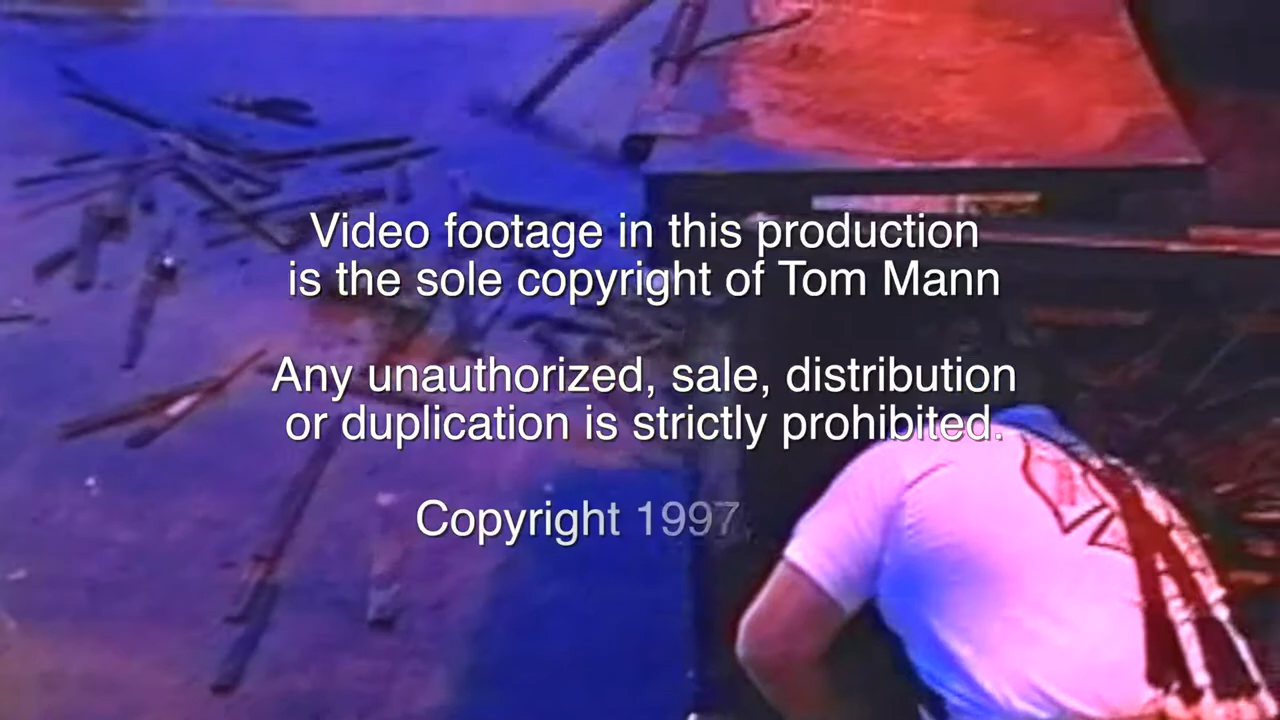 Video footage in this production
is the sole copyright of Tom Mann
Any unauthorized, sale, distribution
or duplication is strictly prohibited.
Copyright 1997